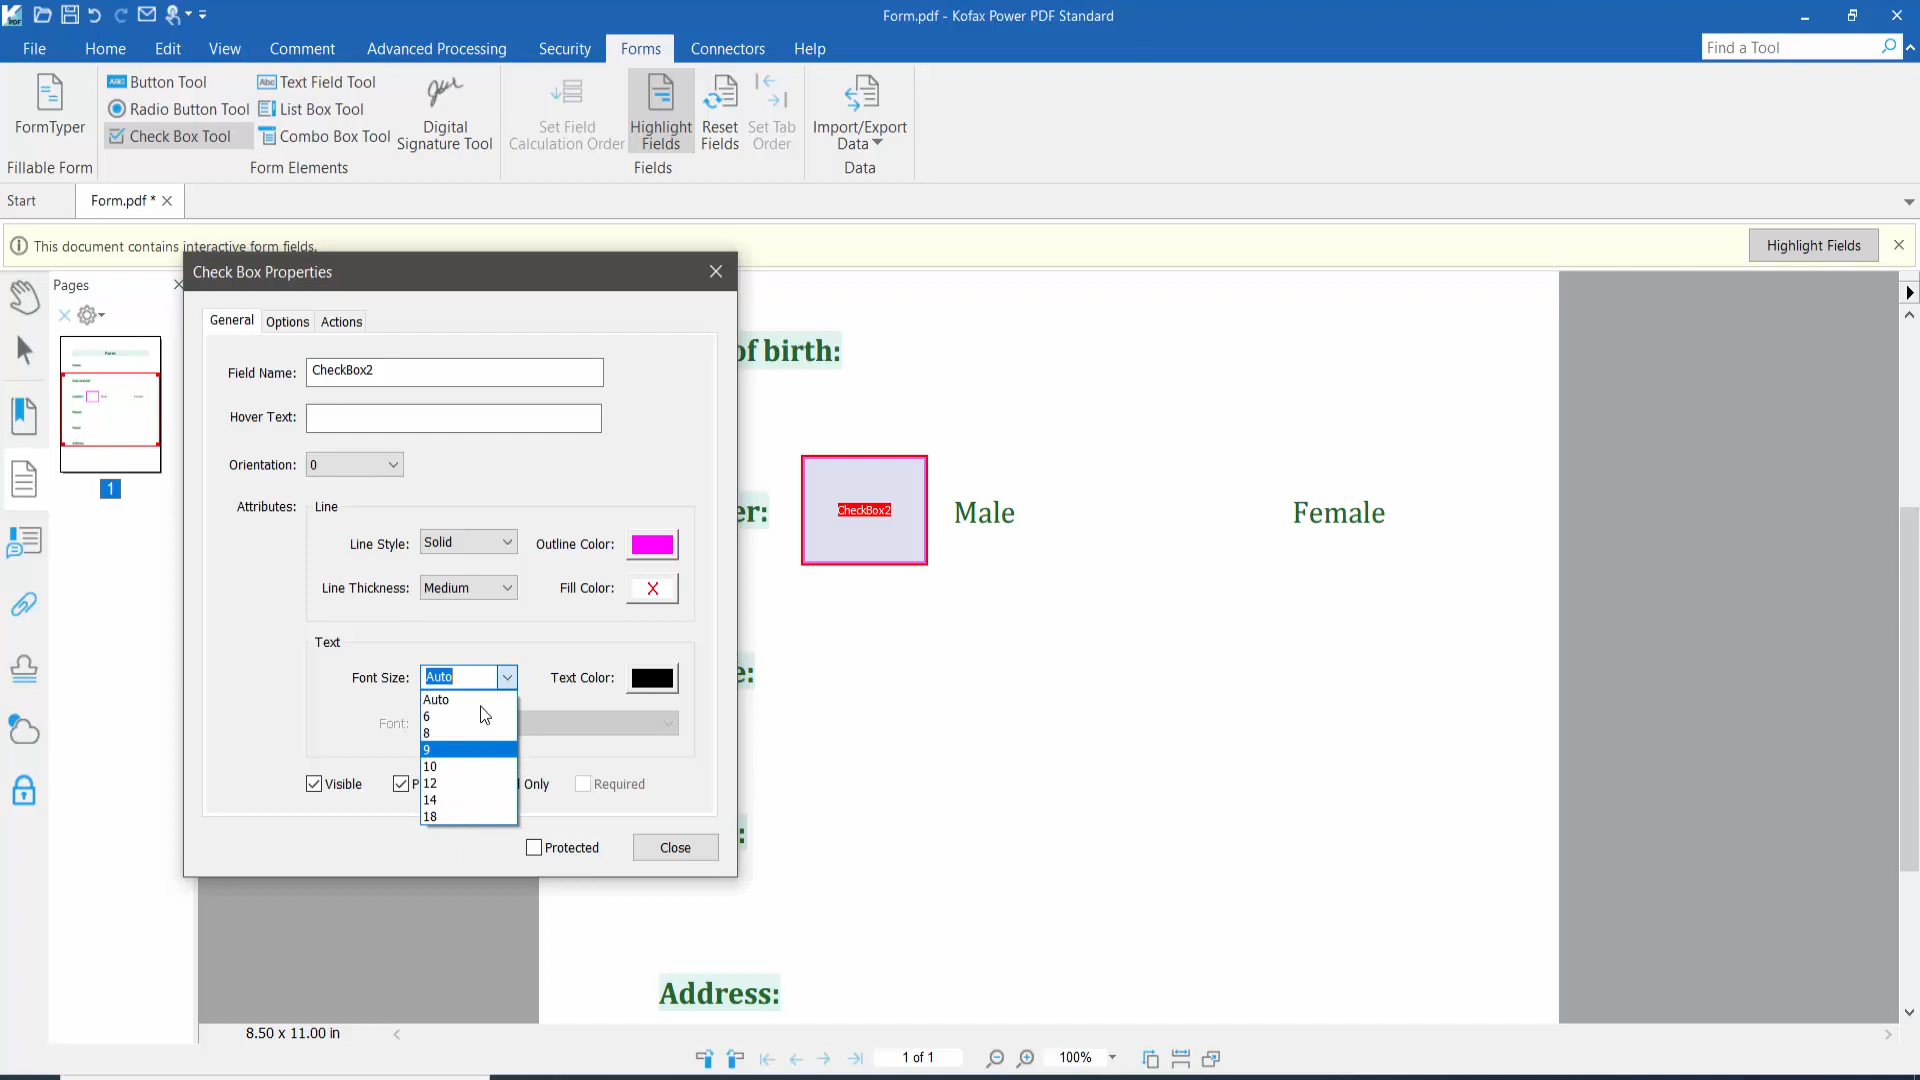 Form.pdf - Kofax Power PDF Standard
File Home Edit View Comment Advanced Processing Security Forms Connectors Help
Find a Tool
FormTyper
Fillable Form
Button Tool
Radio Button Tool
Check Box Tool
Text Field Tool
List Box Tool
Combo Box Tool
Digital
Signature Tool
Form Elements
Set Field
Calculation Order
Highlight
Fields
Reset
Fields
Set Tab
Order
Fields
Import/Export
Data
Data
Start
Form.pdf *
This document contains interactive form fields.
Highlight Fields
Pages
1
Check Box Properties
General Options Actions
Field Name: CheckBox2
Hover Text:
Orientation: 0
Attributes: Line
Line Style: Solid Outline Color:
Line Thickness: Medium Fill Color: X
Text
Font Size: Auto Text Color:
Auto
6
8
9
10
12
14
18
Font:
Visible
P
Only
Required
Protected
Close
of birth:
er:
CheckBox2
Male
Female
e:
:
Address:
8.50 x 11.00 in
1 of 1
100%